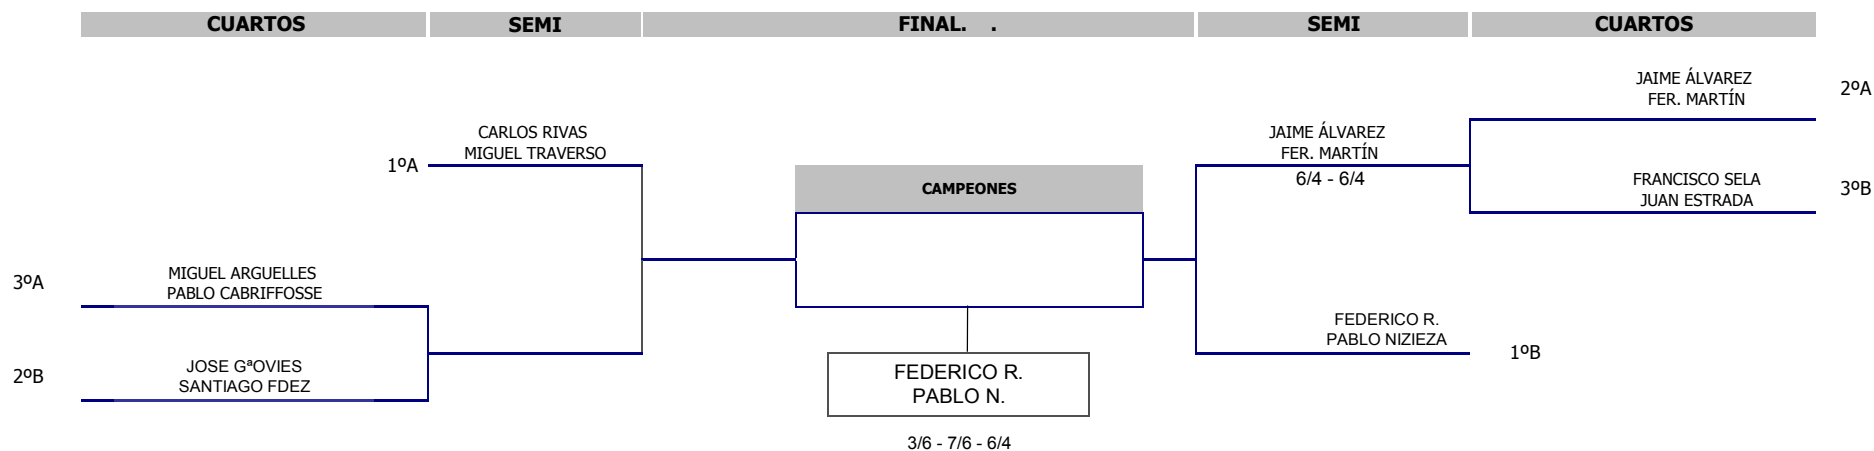 CUARTOS SEMI FINAL. . SEMI CUARTOS
JAIME ÁLVAREZ
FER. MARTÍN
2ºA
CARLOS RIVAS
MIGUEL TRAVERSO
1ºA
JAIME ÁLVAREZ
FER. MARTÍN
6/4 - 6/4
CAMPEONES
FRANCISCO SELA
JUAN ESTRADA
3ºB
3ºA
MIGUEL ARGUELLES
PABLO CABRIFFOSSE
FEDERICO R.
PABLO NIZIEZA
1ºB
2ºB
JOSE GªOVIES
SANTIAGO FDEZ
FEDERICO R.
PABLO N.
3/6 - 7/6 - 6/4